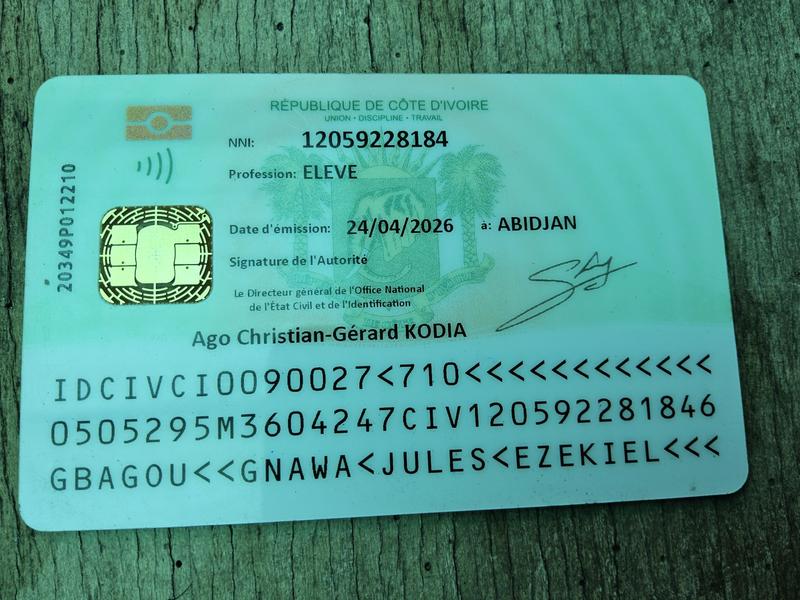 RÉPUBLIQUE DE CÔTE D'IVOIRE
UNION • DISCIPLINE • TRAVAIL
NNI: 12059228184
Profession: ELEVE
Date d'émission: 24/04/2026 à: ABIDJAN
Signature de l'Autorité
Le Directeur général de l'Office National
de l'État Civil et de l'Identification
Ago Christian-Gérard KODIA
20349P012210
IDCIVCI0090027<710<<<<<<<<<<<<
0505295M3604247CIV120592281846
GBAGOU<<GNAWA<JULES<EZEKIEL<<<